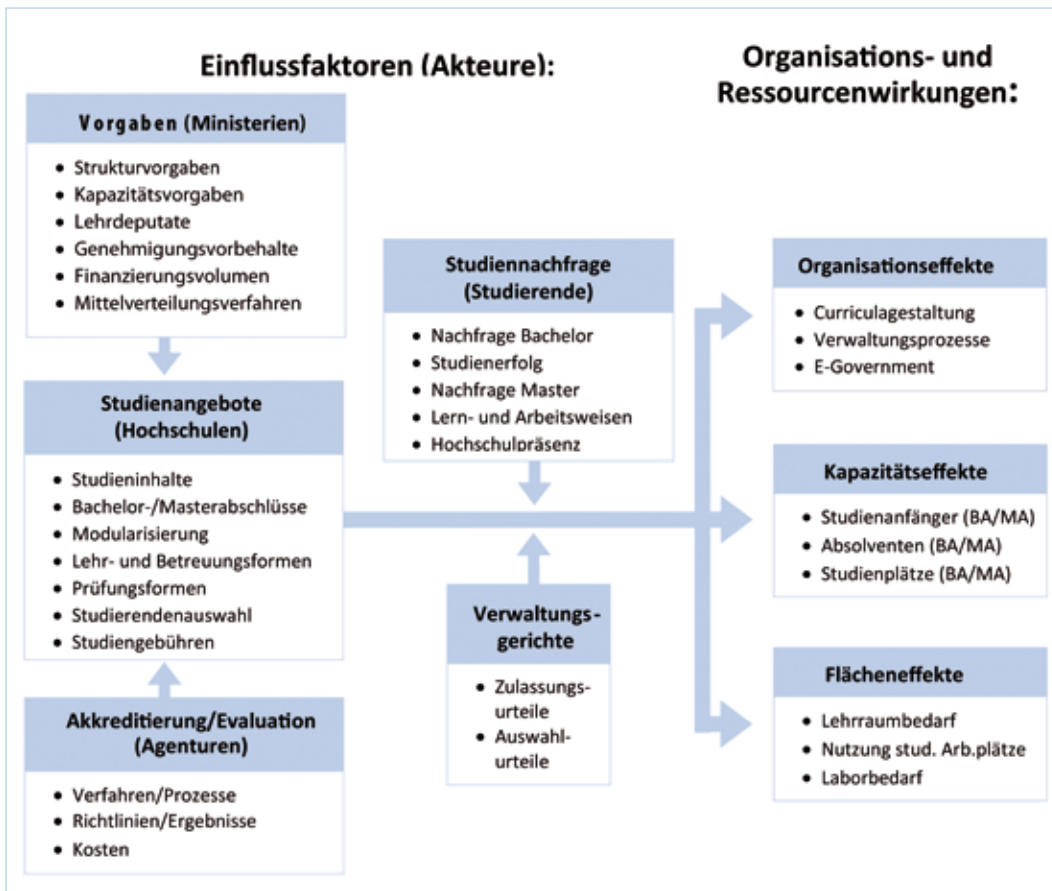 Einflussfaktoren (Akteure):
Organisations- und
Ressourcenwirkungen:
Vorgaben (Ministerien)
• Strukturvorgaben
• Kapazitätsvorgaben
• Lehrdeputate
• Genehmigungsvorbehalte
• Finanzierungsvolumen
• Mittelverteilungsverfahren
Studienangebote
(Hochschulen)
• Studieninhalte
• Bachelor-/Masterabschlüsse
• Modularisierung
• Lehr- und Betreuungsformen
• Prüfungsformen
• Studierendenauswahl
• Studiengebühren
Akkreditierung/Evaluation
(Agenturen)
• Verfahren/Prozesse
• Richtlinien/Ergebnisse
• Kosten
Studiennachfrage
(Studierende)
• Nachfrage Bachelor
• Studienerfolg
• Nachfrage Master
• Lern- und Arbeitsweisen
• Hochschulpräsenz
Verwaltungs-
gerichte
• Zulassungs-
urteile
• Auswahl-
urteile
Organisationseffekte
• Curriculagestaltung
• Verwaltungsprozesse
• E-Government
Kapazitätseffekte
• Studienanfänger (BA/MA)
• Absolventen (BA/MA)
• Studienplätze (BA/MA)
Flächeneffekte
• Lehrraumbedarf
• Nutzung stud. Arb.plätze
• Laborbedarf